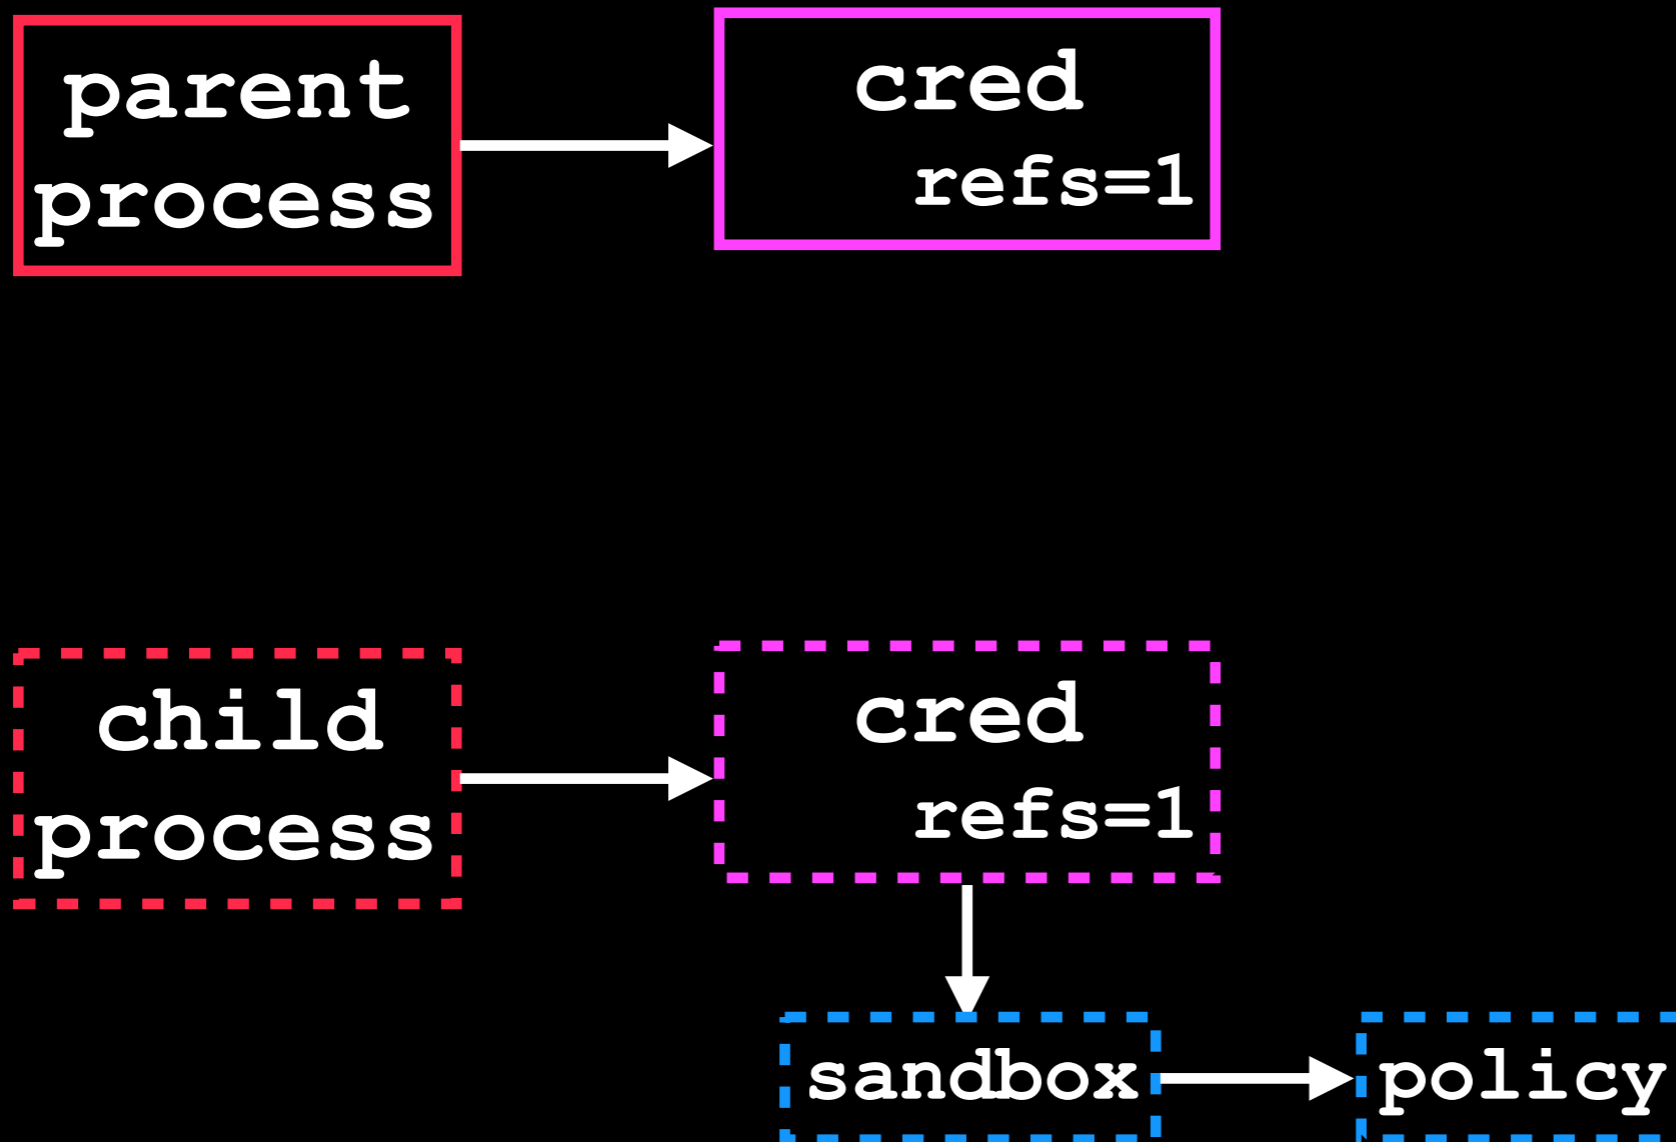 parent
process
cred
refs=1
child
process
cred
refs=1
sandbox
policy